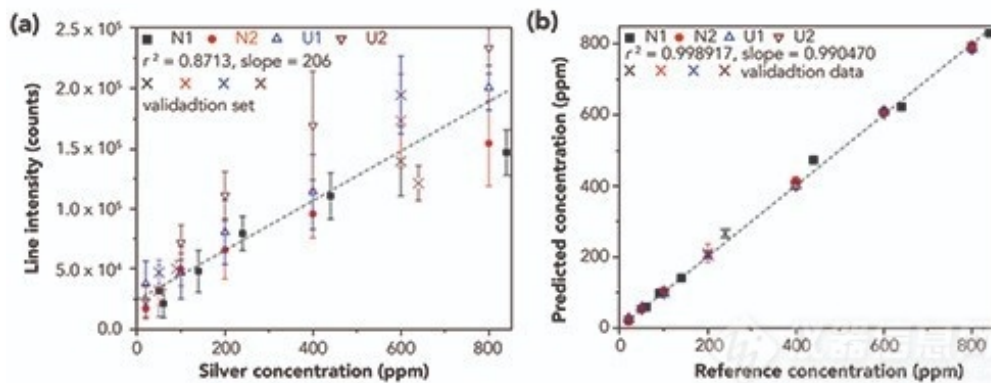 (a)
N1 N2 U1 U2
r² = 0.8713, slope = 206
validadtion set
2.5 x 10⁵
2.0 x 10⁵
1.5 x 10⁵
1.0 x 10⁵
5.0 x 10⁴
0.0
Line intensity (counts)
0 200 400 600 800
Silver concentration (ppm)
(b)
N1 N2 U1 U2
r² = 0.998917, slope = 0.990470
validadtion data
800
600
400
200
0
Predicted concentration (ppm)
0 200 400 600 800
Reference concentration (ppm)